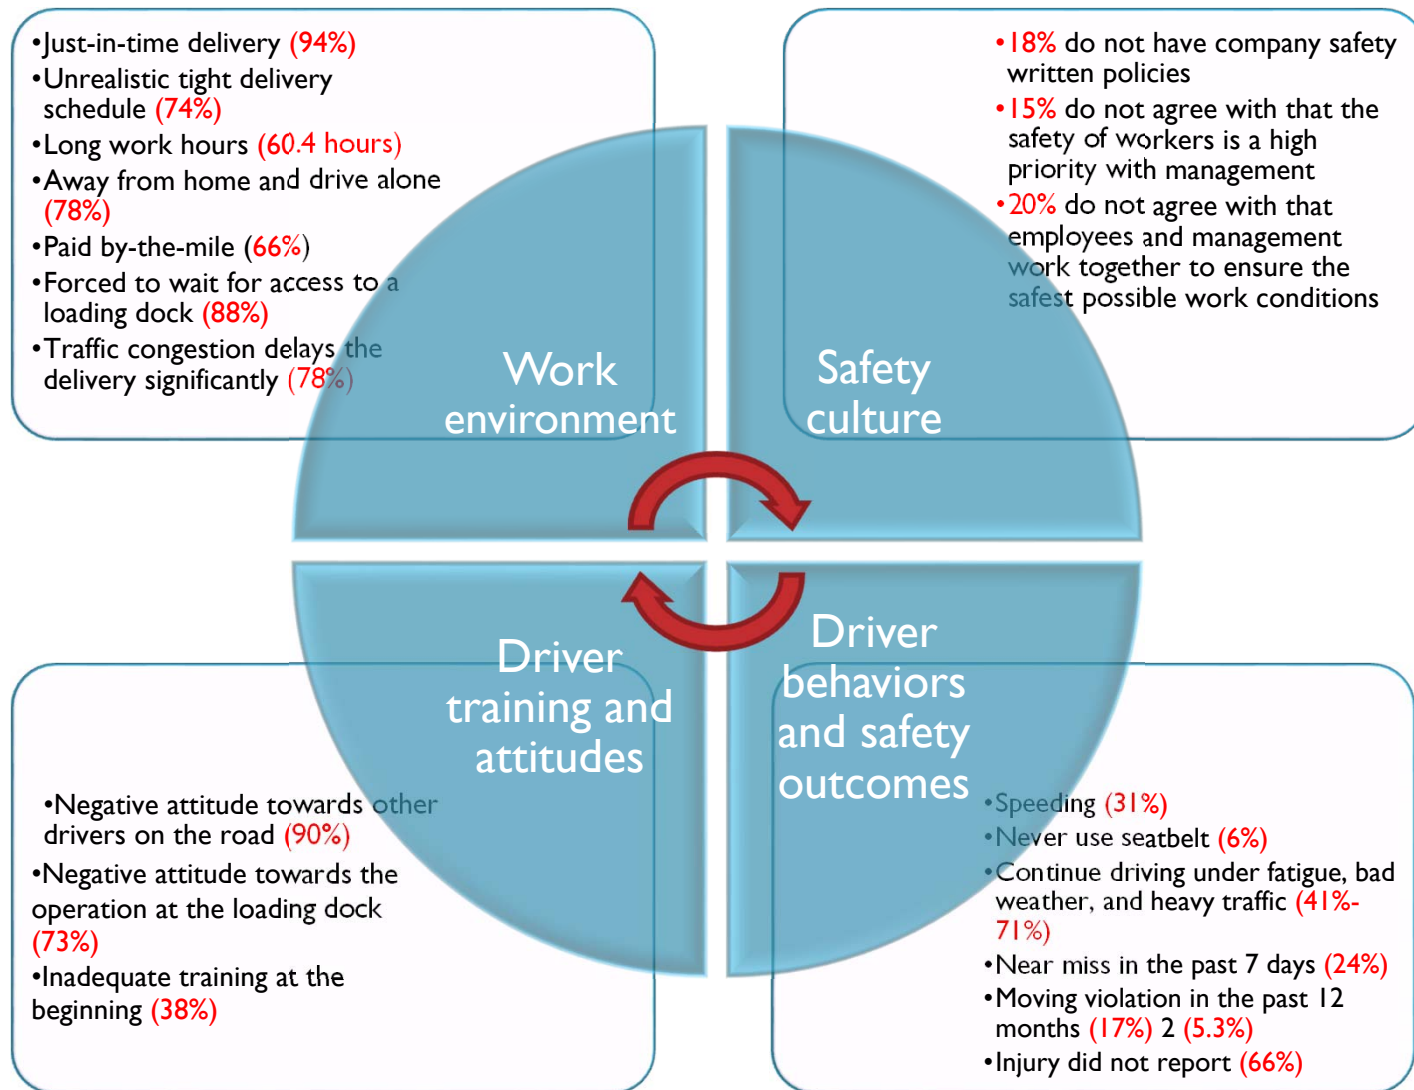 •Just-in-time delivery (94%)
•Unrealistic tight delivery
schedule (74%)
•Long work hours (60.4 hours)
•Away from home and drive alone
(78%)
•Paid by-the-mile (66%)
•Forced to wait for access to a
loading dock (88%)
•Traffic congestion delays the
delivery significantly (78%)
•18% do not have company safety
written policies
•15% do not agree with that the
safety of workers is a high
priority with management
•20% do not agree with that
employees and management
work together to ensure the
safest possible work conditions
Work
environment
Safety
culture
Driver
training and
attitudes
Driver
behaviors
and safety
outcomes
•Negative attitude towards other
drivers on the road (90%)
•Negative attitude towards the
operation at the loading dock
(73%)
•Inadequate training at the
beginning (38%)
•Speeding (31%)
•Never use seatbelt (6%)
•Continue driving under fatigue, bad
weather, and heavy traffic (41%-
71%)
•Near miss in the past 7 days (24%)
•Moving violation in the past 12
months (17%) 2 (5.3%)
•Injury did not report (66%)